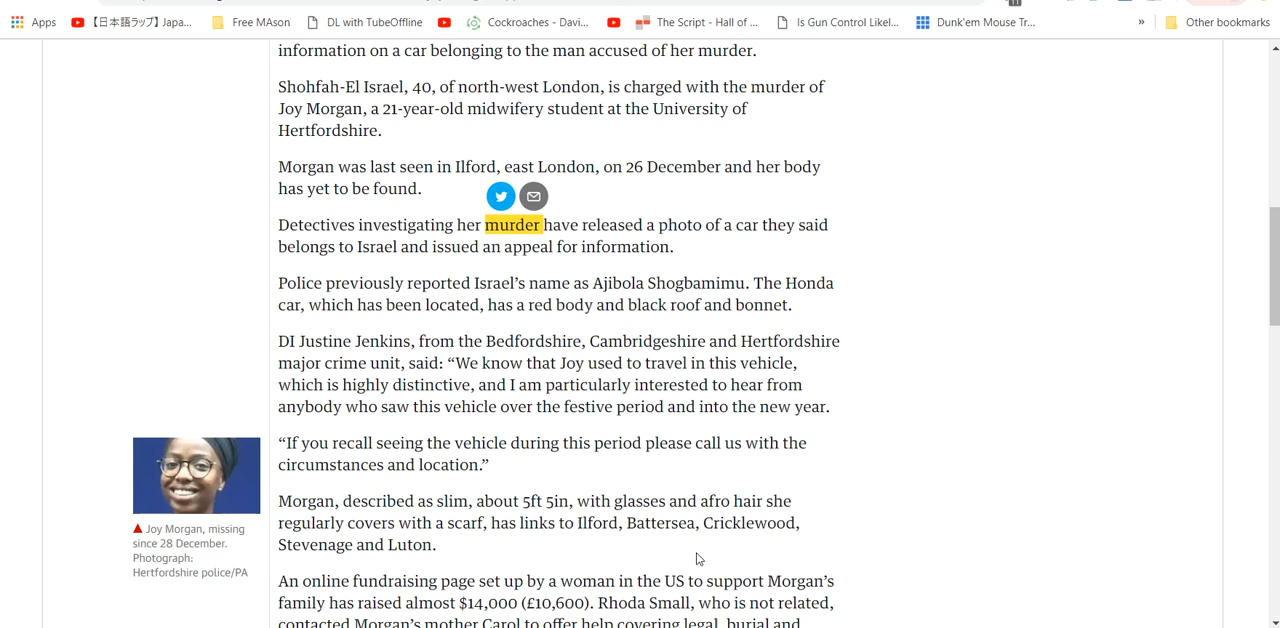 Apps
【日本語ラップ】Japa...
Free MAson
DL with TubeOffline
Cockroaches - Davi...
The Script - Hall of ...
Is Gun Control Likel...
Dunk'em Mouse Tr...
»
Other bookmarks
information on a car belonging to the man accused of her murder.
Shohfah-El Israel, 40, of north-west London, is charged with the murder of
Joy Morgan, a 21-year-old midwifery student at the University of
Hertfordshire.
Morgan was last seen in Ilford, east London, on 26 December and her body
has yet to be found.
Detectives investigating her murder have released a photo of a car they said
belongs to Israel and issued an appeal for information.
Police previously reported Israel’s name as Ajibola Shogbamimu. The Honda
car, which has been located, has a red body and black roof and bonnet.
DI Justine Jenkins, from the Bedfordshire, Cambridgeshire and Hertfordshire
major crime unit, said: “We know that Joy used to travel in this vehicle,
which is highly distinctive, and I am particularly interested to hear from
anybody who saw this vehicle over the festive period and into the new year.
“If you recall seeing the vehicle during this period please call us with the
circumstances and location.”
Joy Morgan, missing
since 28 December.
Photograph:
Hertfordshire police/PA
Morgan, described as slim, about 5ft 5in, with glasses and afro hair she
regularly covers with a scarf, has links to Ilford, Battersea, Cricklewood,
Stevenage and Luton.
An online fundraising page set up by a woman in the US to support Morgan’s
family has raised almost $14,000 (£10,600). Rhoda Small, who is not related,
contacted Morgan’s mother Carol to offer help covering legal, burial and